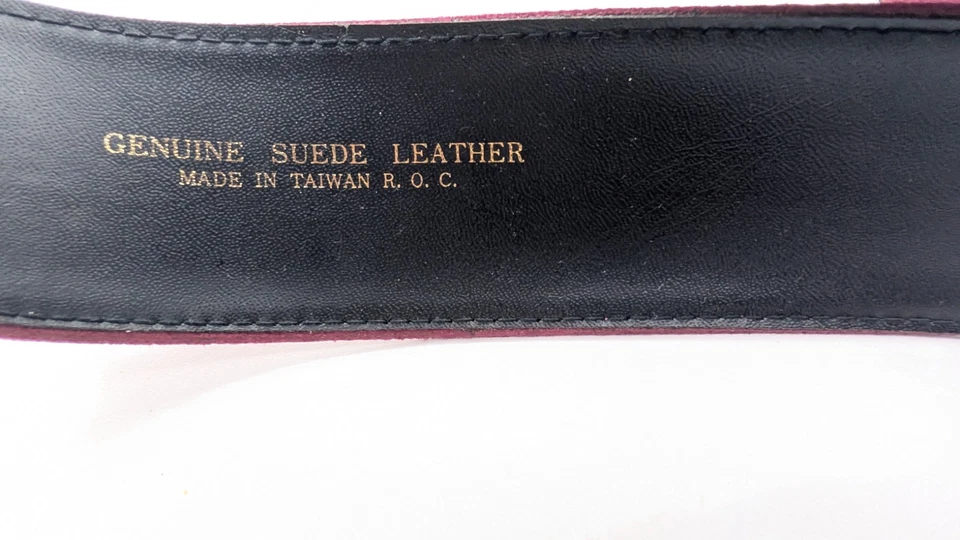 GENUINE SUEDE LEATHER
MADE IN TAIWAN R. O. C.